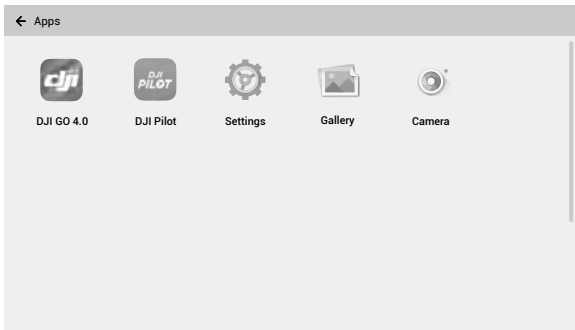 Apps
dji
DJI
PILOT
DJI GO 4.0
DJI Pilot
Settings
Gallery
Camera